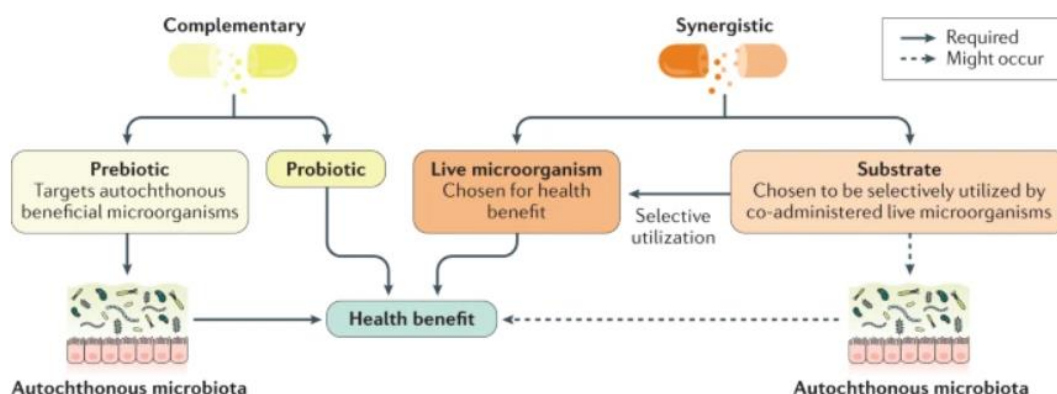 Complementary
Synergistic
Required
Might occur
Prebiotic
Targets autochthonous
beneficial microorganisms
Probiotic
Live microorganism
Chosen for health
benefit
Selective
utilization
Substrate
Chosen to be selectively utilized by
co-administered live microorganisms
Health benefit
Autochthonous microbiota
Autochthonous microbiota